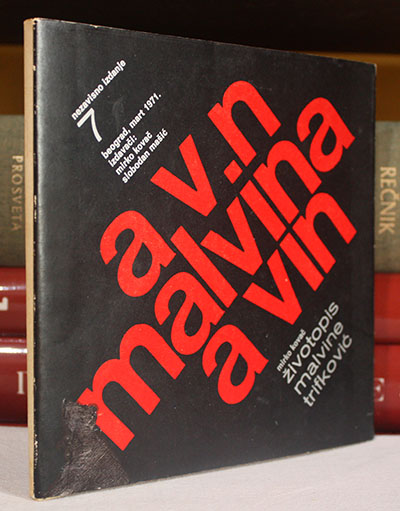 nezavisno izdanje
7
beograd, mart 1971.
izdavači:
mirko kovač
slobodan mašić
a v.n
malvina
a vin
mirko kovač
životopis
malvine
trifković
PROSVETA
REČNIK